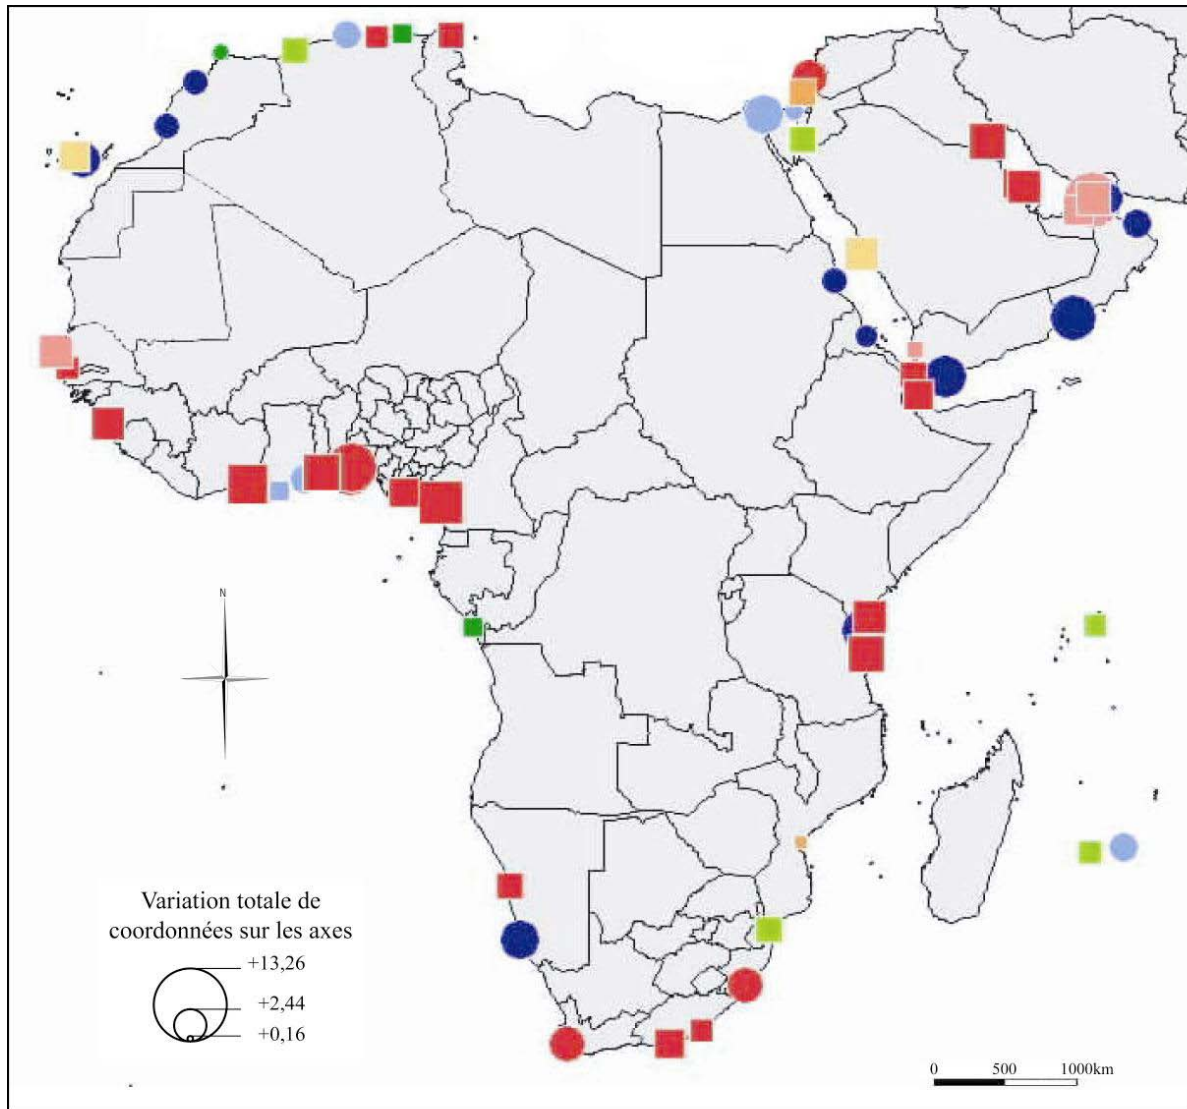 N
Variation totale de
coordonnées sur les axes
+13,26
+2,44
+0,16
0 500 1000km